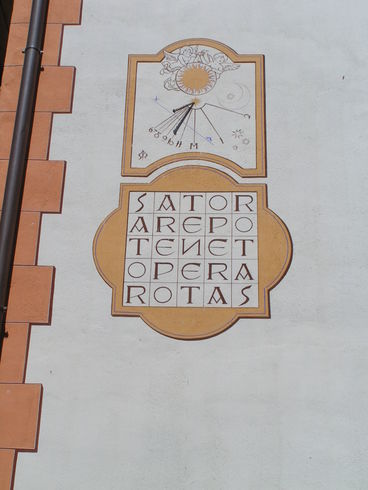 M
SATOR
AREPO
TENET
OPERA
ROTAS